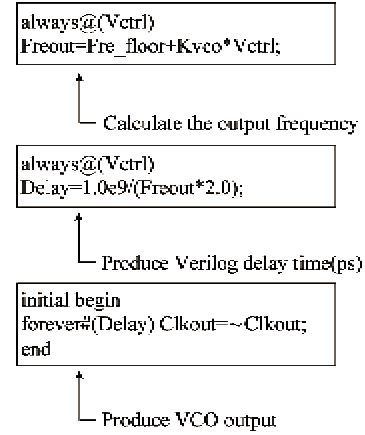 always@(Vctrl)
Freout=Fre_floor+Kvco*Vctrl;
Calculate the output frequency
always@(Vctrl)
Delay=1.0e9/(Freout*2.0);
Produce Verilog delay time(ps)
initial begin
forever#(Delay) Clkout=~Clkout;
end
Produce VCO output